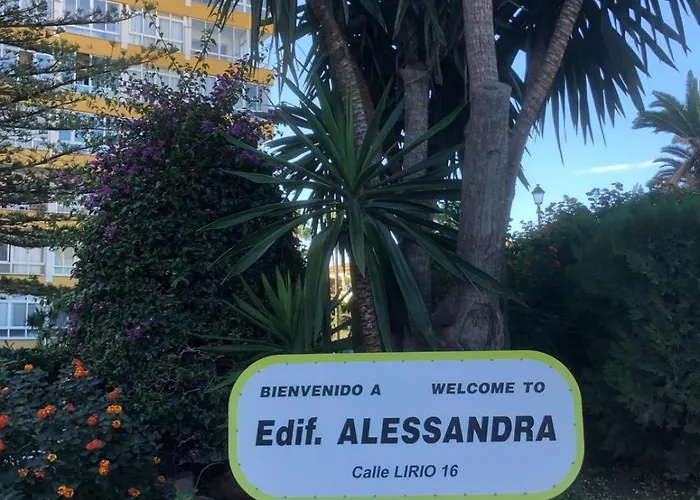 BIENVENIDO A WELCOME TO
Edif. ALESSANDRA
Calle LIRIO 16